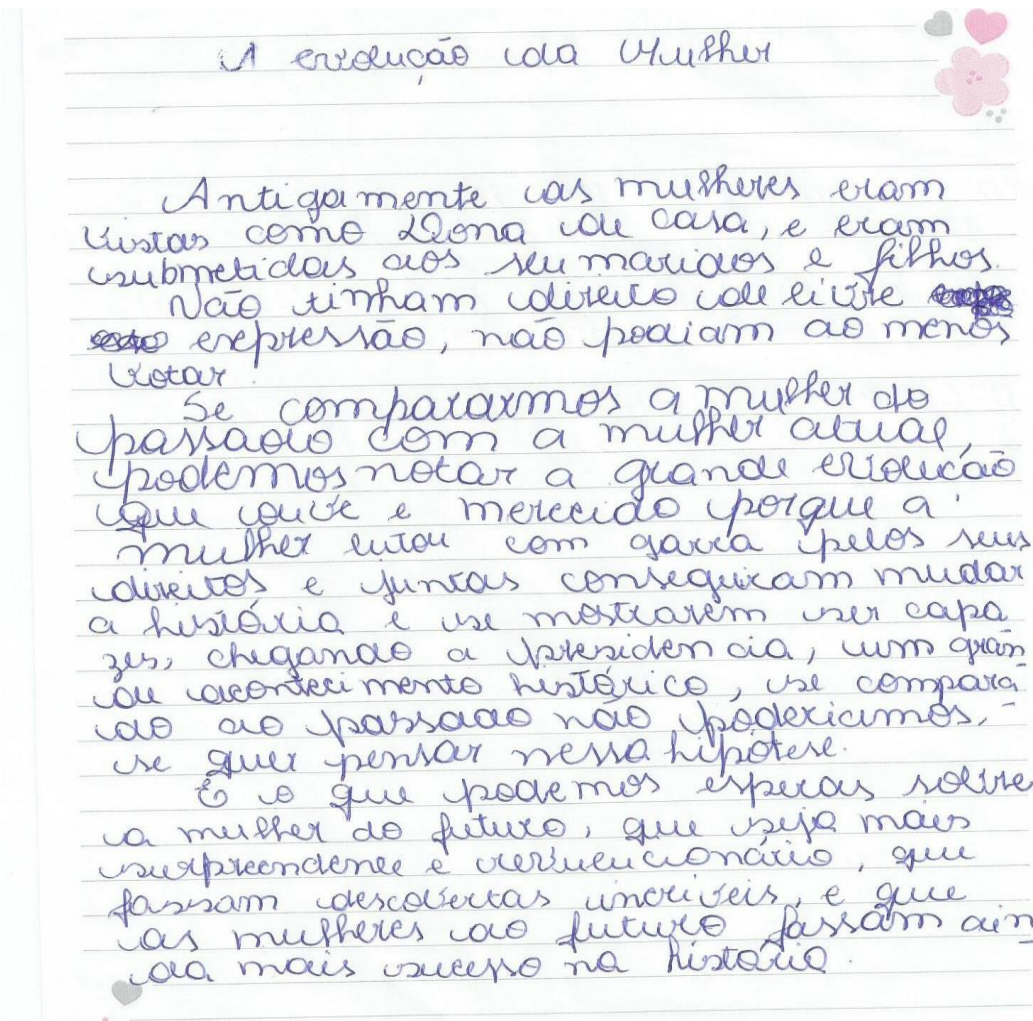 A evolução da Mulher
Antigamente as mulheres eram
vistas como Dona de casa, e eram
submetidas aos seu maridos e filhos.
Não tinham direito de livre
expressão, não podiam ao menos
votar.
Se compararmos a mulher do
passado com a mulher atual,
podemos notar a grande evolução
que ouve e merecido porque a
mulher lutou com garra pelos seus
direitos e juntas conseguiram mudar
a história e se mostrarem ser capa
zes, chegando a presidencia, um gran
de acontecimento histórico, se compara
do ao passado não poderiamos,
se quer pensar nessa hipótese.
E o que podemos esperas sobre
a mulher do futuro, que seja mais
e, que
fassam descobertas incriveis, e que
as mulheres do futuro fassam ain
da mais sucesso na história.